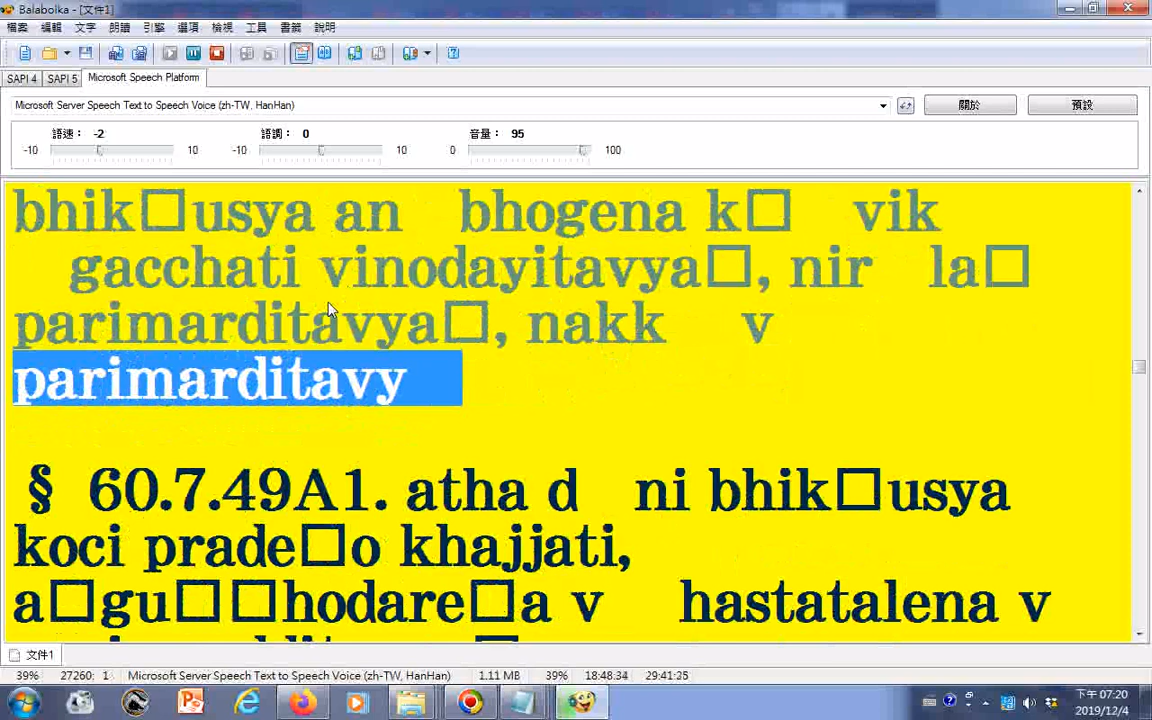 Balabolka - [文件1]
檔案 編輯 文字 朗讀 引擎 選項 檢視 工具 書籤 說明
SAPI 4 SAPI 5 Microsoft Speech Platform
Microsoft Server Speech Text to Speech Voice (zh-TW, HanHan) 關於 預設
語速： -2 語調： 0 音量： 95
-10 10 -10 10 0 100
bhik□usya an bhogena k□ vik
gacchati vinodayitavya□, nir la□
parimarditavya□, nakk v
parimarditavy
§ 60.7.49A1. atha d ni bhik□usya
koci prade□o khajjati,
a□gu□□hodare□a v hastatalena v
文件1
39% 27260: 1 Microsoft Server Speech Text to Speech Voice (zh-TW, HanHan) 1.11 MB 39% 18:48:34 29:41:35
下午 07:20
2019/12/4